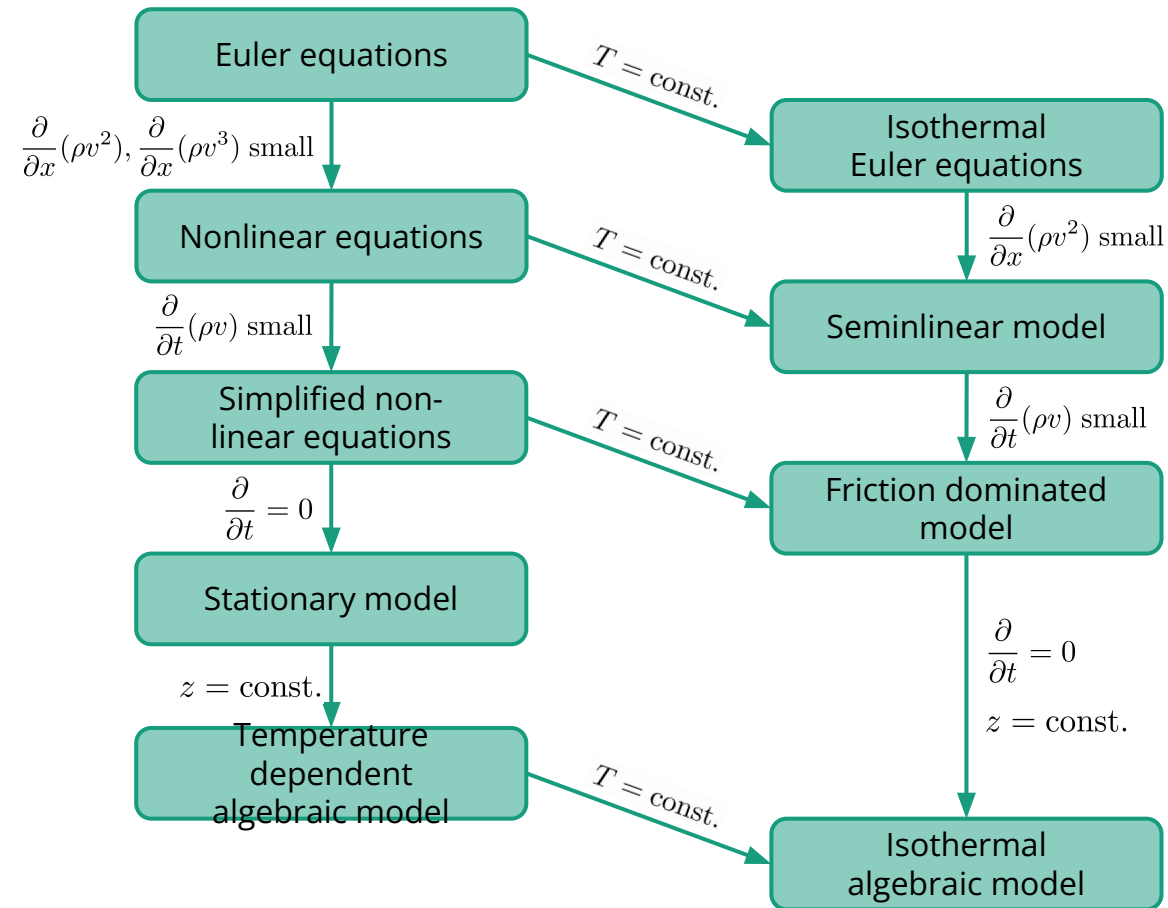 Euler equations
T = const.
∂/∂x(ρv²), ∂/∂x(ρv³) small
Isothermal
Euler equations
Nonlinear equations
T = const.
∂/∂x(ρv²) small
∂/∂t(ρv) small
Seminlinear model
Simplified non-
linear equations
T = const.
∂/∂t(ρv) small
∂/∂t = 0
Friction dominated
model
Stationary model
∂/∂t = 0
z = const.
z = const.
Temperature
dependent
algebraic model
T = const.
Isothermal
algebraic model